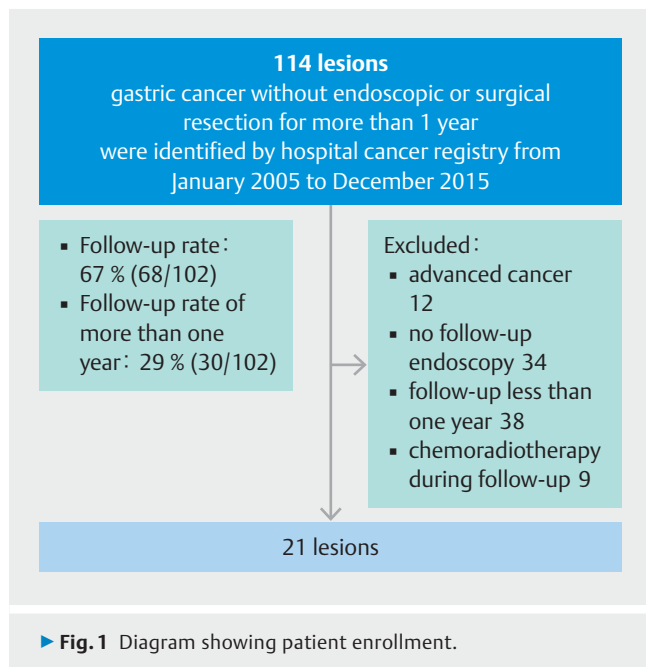 114 lesions
gastric cancer without endoscopic or surgical
resection for more than 1 year
were identified by hospital cancer registry from
January 2005 to December 2015
▪ Follow-up rate:
67 % (68/102)
▪ Follow-up rate of
more than one
year: 29 % (30/102)
Excluded:
▪ advanced cancer
12
▪ no follow-up
endoscopy 34
▪ follow-up less than
one year 38
▪ chemoradiotherapy
during follow-up 9
21 lesions
▶ Fig. 1 Diagram showing patient enrollment.